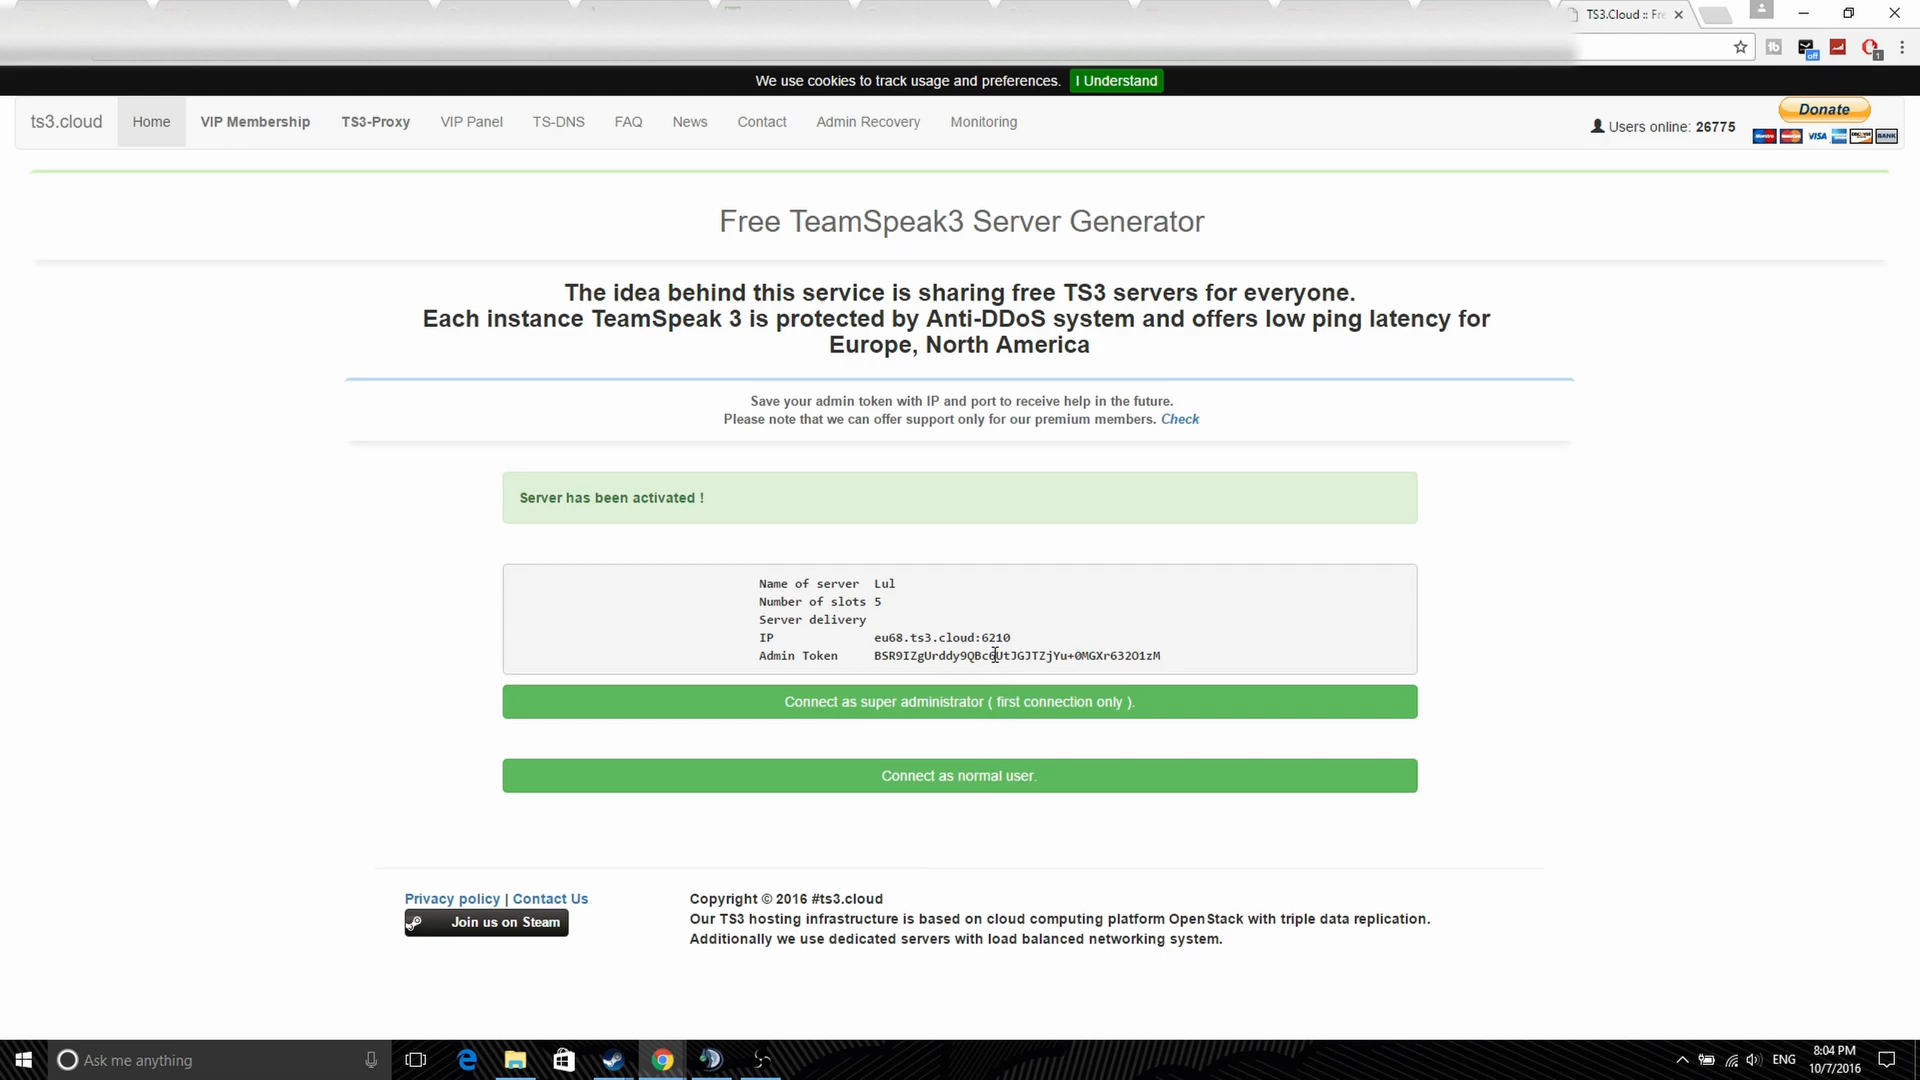 TS3.Cloud :: Fre
off
1
We use cookies to track usage and preferences. I Understand
ts3.cloud Home VIP Membership TS3-Proxy VIP Panel TS-DNS FAQ News Contact Admin Recovery Monitoring Users online: 26775
Donate
VISA
BANK
Free TeamSpeak3 Server Generator
The idea behind this service is sharing free TS3 servers for everyone.
Each instance TeamSpeak 3 is protected by Anti-DDoS system and offers low ping latency for
Europe, North America
Save your admin token with IP and port to receive help in the future.
Please note that we can offer support only for our premium members. Check
Server has been activated !
Name of server Lul
Number of slots 5
Server delivery
IP eu68.ts3.cloud:6210
Admin Token BSR9IZgUrddy9QBc6UtJGJTZjYu+0MGXr632O1zM
Connect as super administrator ( first connection only ).
Connect as normal user.
Privacy policy | Contact Us
Join us on Steam
Copyright © 2016 #ts3.cloud
Our TS3 hosting infrastructure is based on cloud computing platform OpenStack with triple data replication.
Additionally we use dedicated servers with load balanced networking system.
Ask me anything
ENG
8:04 PM
10/7/2016